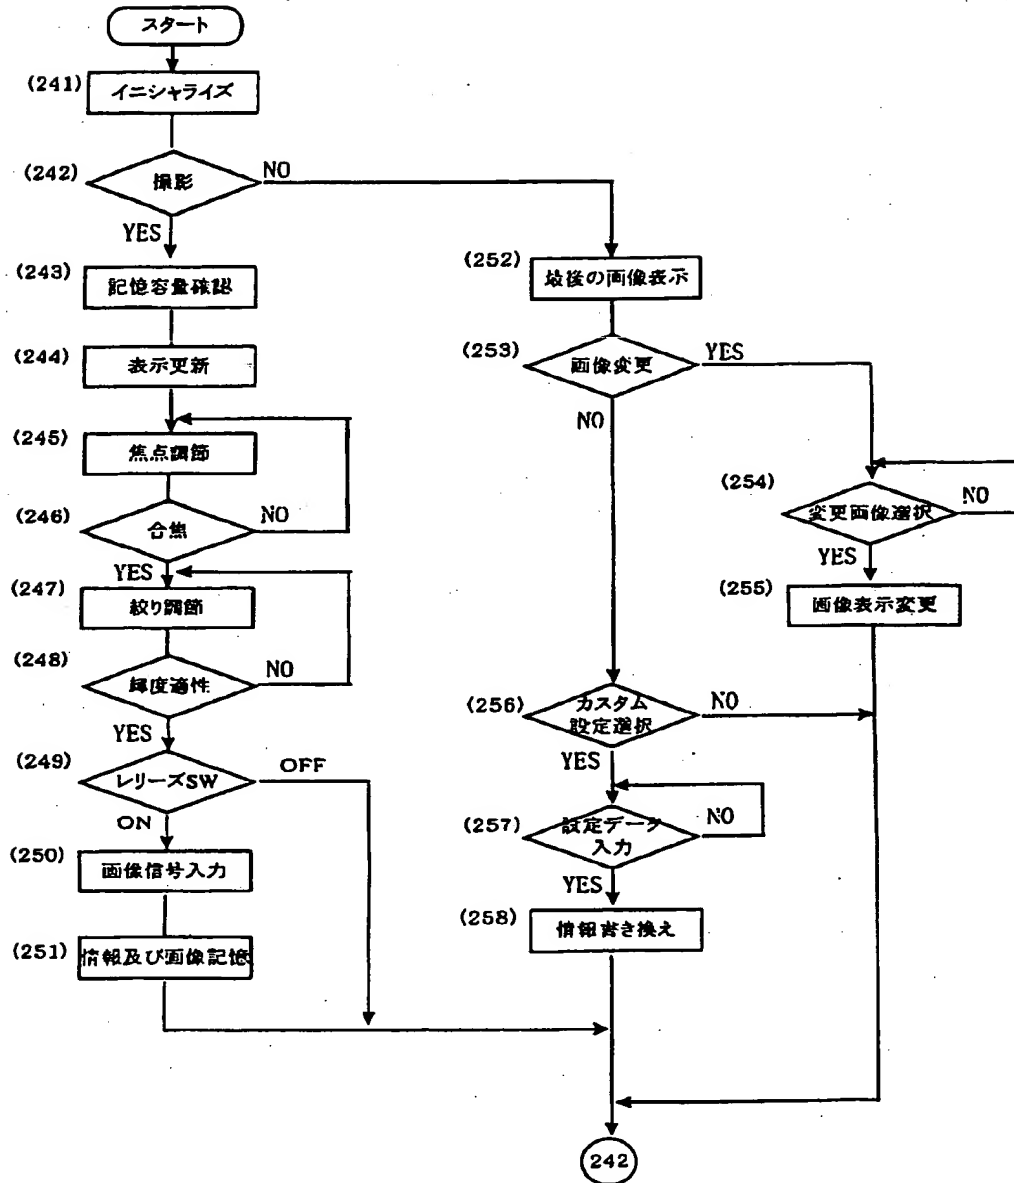 スタート
(241)
イニシャライズ
(242)
撮影
NO
YES
(243)
記憶容量確認
(244)
表示更新
(245)
焦点調節
(246)
合焦
NO
YES
(247)
絞り調節
(248)
輝度適性
NO
YES
(249)
レリーズSW
OFF
ON
(250)
画像信号入力
(251)
情報及び画像記憶
(252)
最後の画像表示
(253)
画像変更
YES
NO
(254)
変更画像選択
NO
YES
(255)
画像表示変更
(256)
カスタム
設定選択
NO
YES
(257)
設定データ
入力
NO
YES
(258)
情報書き換え
242